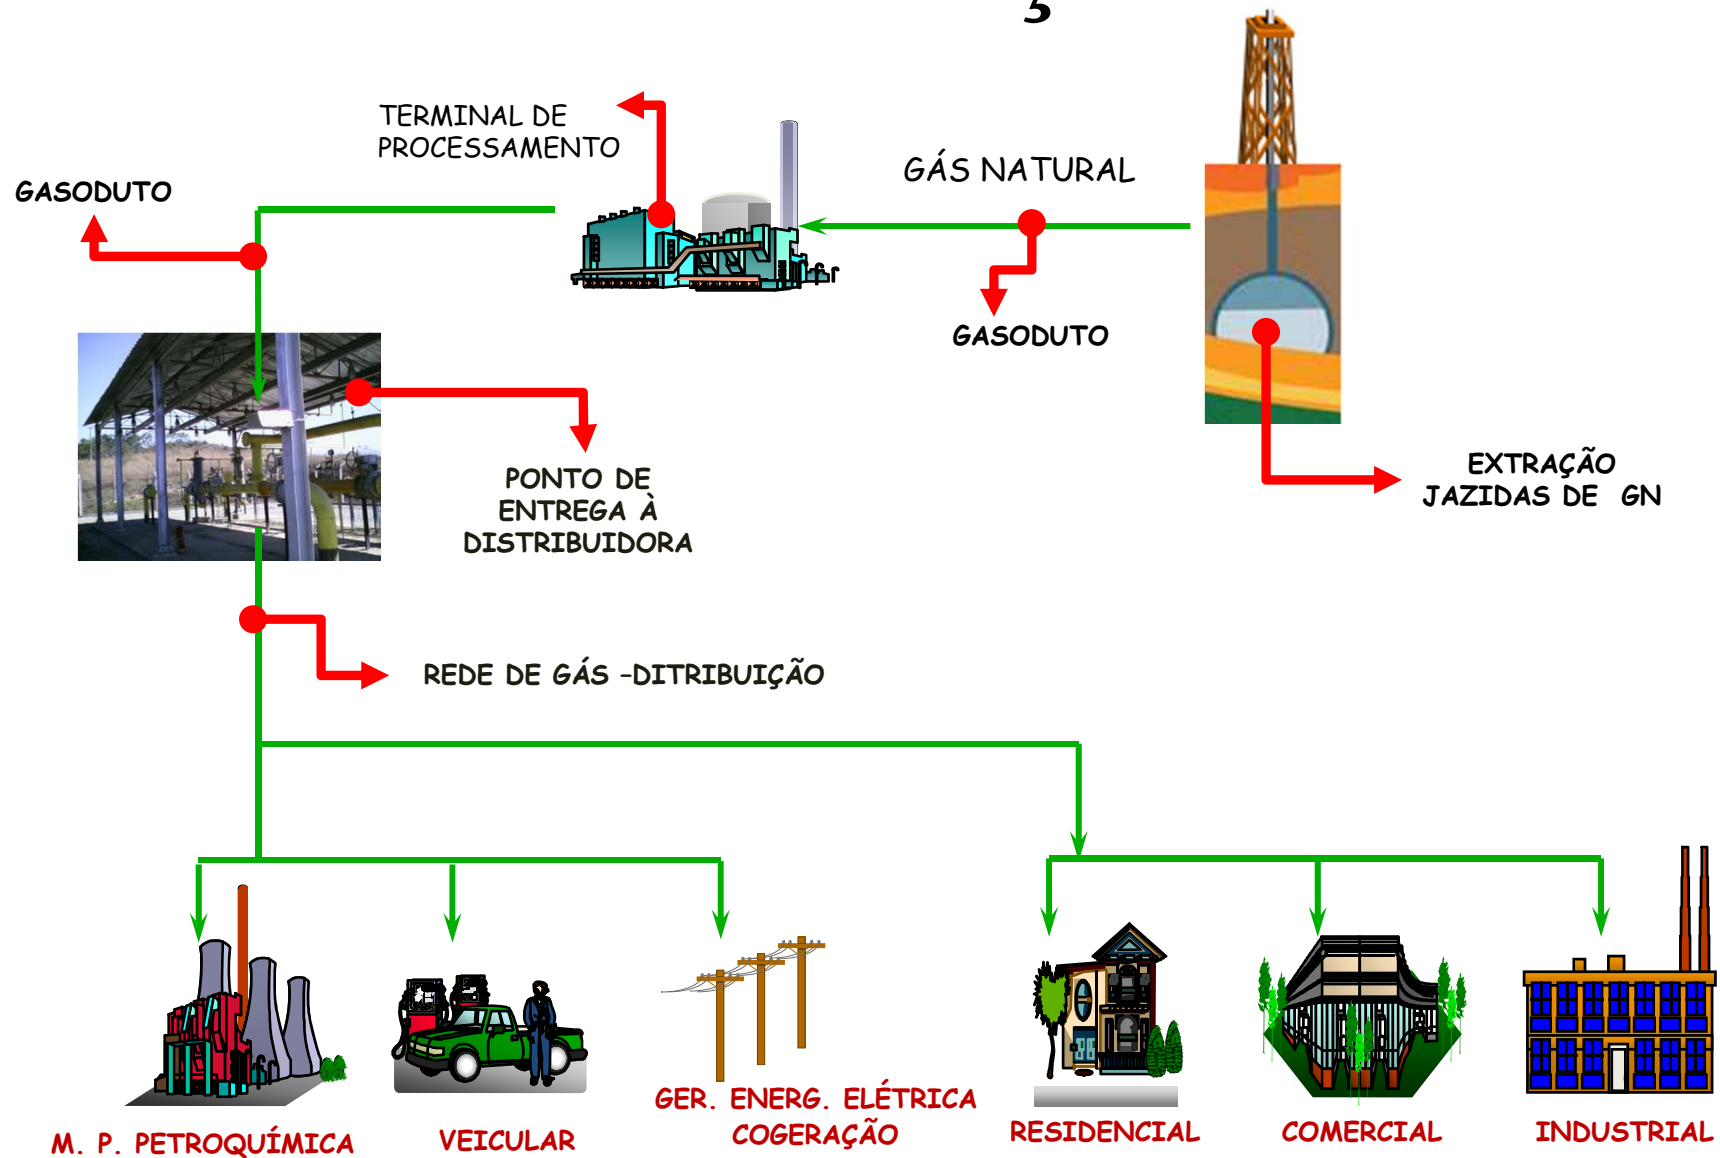 TERMINAL DE
PROCESSAMENTO
GÁS NATURAL
GASODUTO
GASODUTO
EXTRAÇÃO
JAZIDAS DE GN
PONTO DE
ENTREGA À
DISTRIBUIDORA
REDE DE GÁS –DITRIBUIÇÃO
M. P. PETROQUÍMICA
VEICULAR
GER. ENERG. ELÉTRICA
COGERAÇÃO
RESIDENCIAL
COMERCIAL
INDUSTRIAL